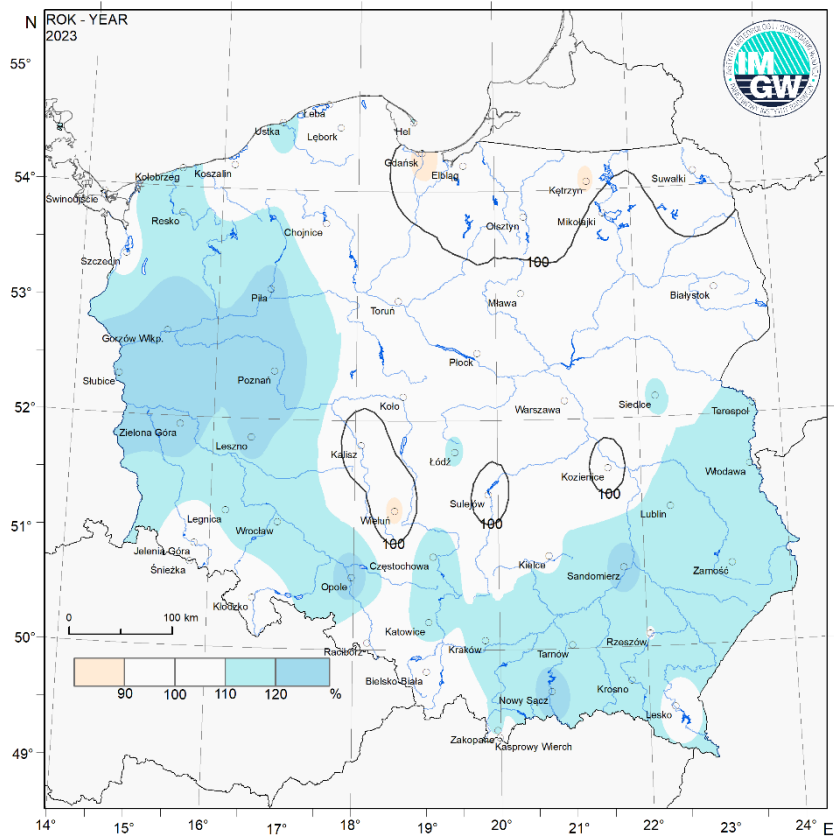 N
ROK - YEAR
2023
IMGW
55°
54°
53°
52°
51°
50°
49°
Łeba
Ustka
Lębork
Hel
Gdańsk
Elbląg
Kętrzyn
Suwałki
Kołobrzeg
Koszalin
Świnoujście
Resko
Chojnice
Olsztyn
Mikołajki
Szczecin
100
Piła
Toruń
Mława
Białystok
Gorzów Wlkp.
Słubice
Poznań
Płock
Koło
Warszawa
Siedlce
Terespol
Zielona Góra
Leszno
Kalisz
Łódź
Kozienice
Włodawa
100
Sulejów
100
Wieluń
100
Lublin
Legnica
Wrocław
Jelenia Góra
Śnieżka
Częstochowa
Kielce
Sandomierz
Zamość
Opole
Kłodzko
0 100 km
Katowice
Kraków
Tarnów
Rzeszów
Racibórz
Bielsko-Biała
Nowy Sącz
Krosno
Lesko
Zakopane
Kasprowy Wierch
90 100 110 120 %
14° 15° 16° 17° 18° 19° 20° 21° 22° 23° E